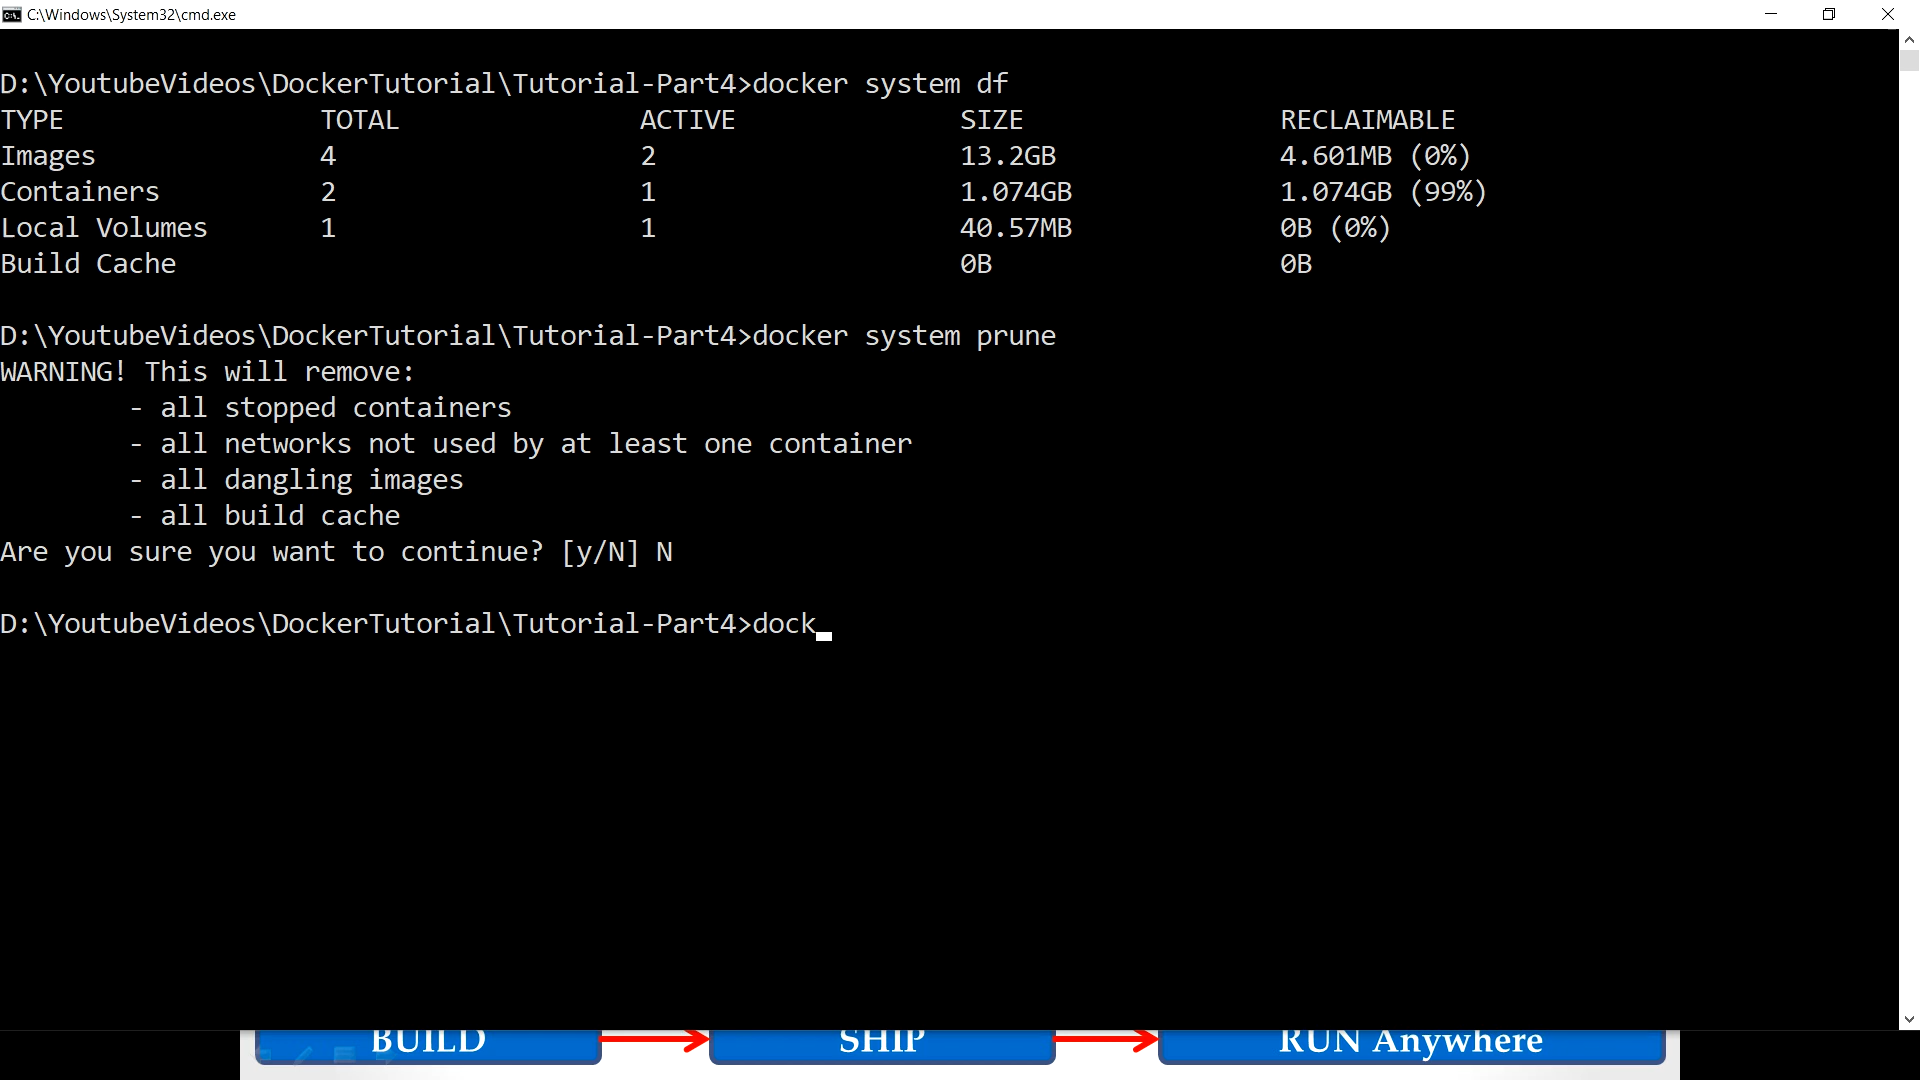 C:\Windows\System32\cmd.exe
D:\YoutubeVideos\DockerTutorial\Tutorial-Part4>docker system df
TYPE TOTAL ACTIVE SIZE RECLAIMABLE
Images 4 2 13.2GB 4.601MB (0%)
Containers 2 1 1.074GB 1.074GB (99%)
Local Volumes 1 1 40.57MB 0B (0%)
Build Cache 0B 0B
D:\YoutubeVideos\DockerTutorial\Tutorial-Part4>docker system prune
WARNING! This will remove:
- all stopped containers
- all networks not used by at least one container
- all dangling images
- all build cache
Are you sure you want to continue? [y/N] N
D:\YoutubeVideos\DockerTutorial\Tutorial-Part4>dock
BUILD SHIP RUN Anywhere